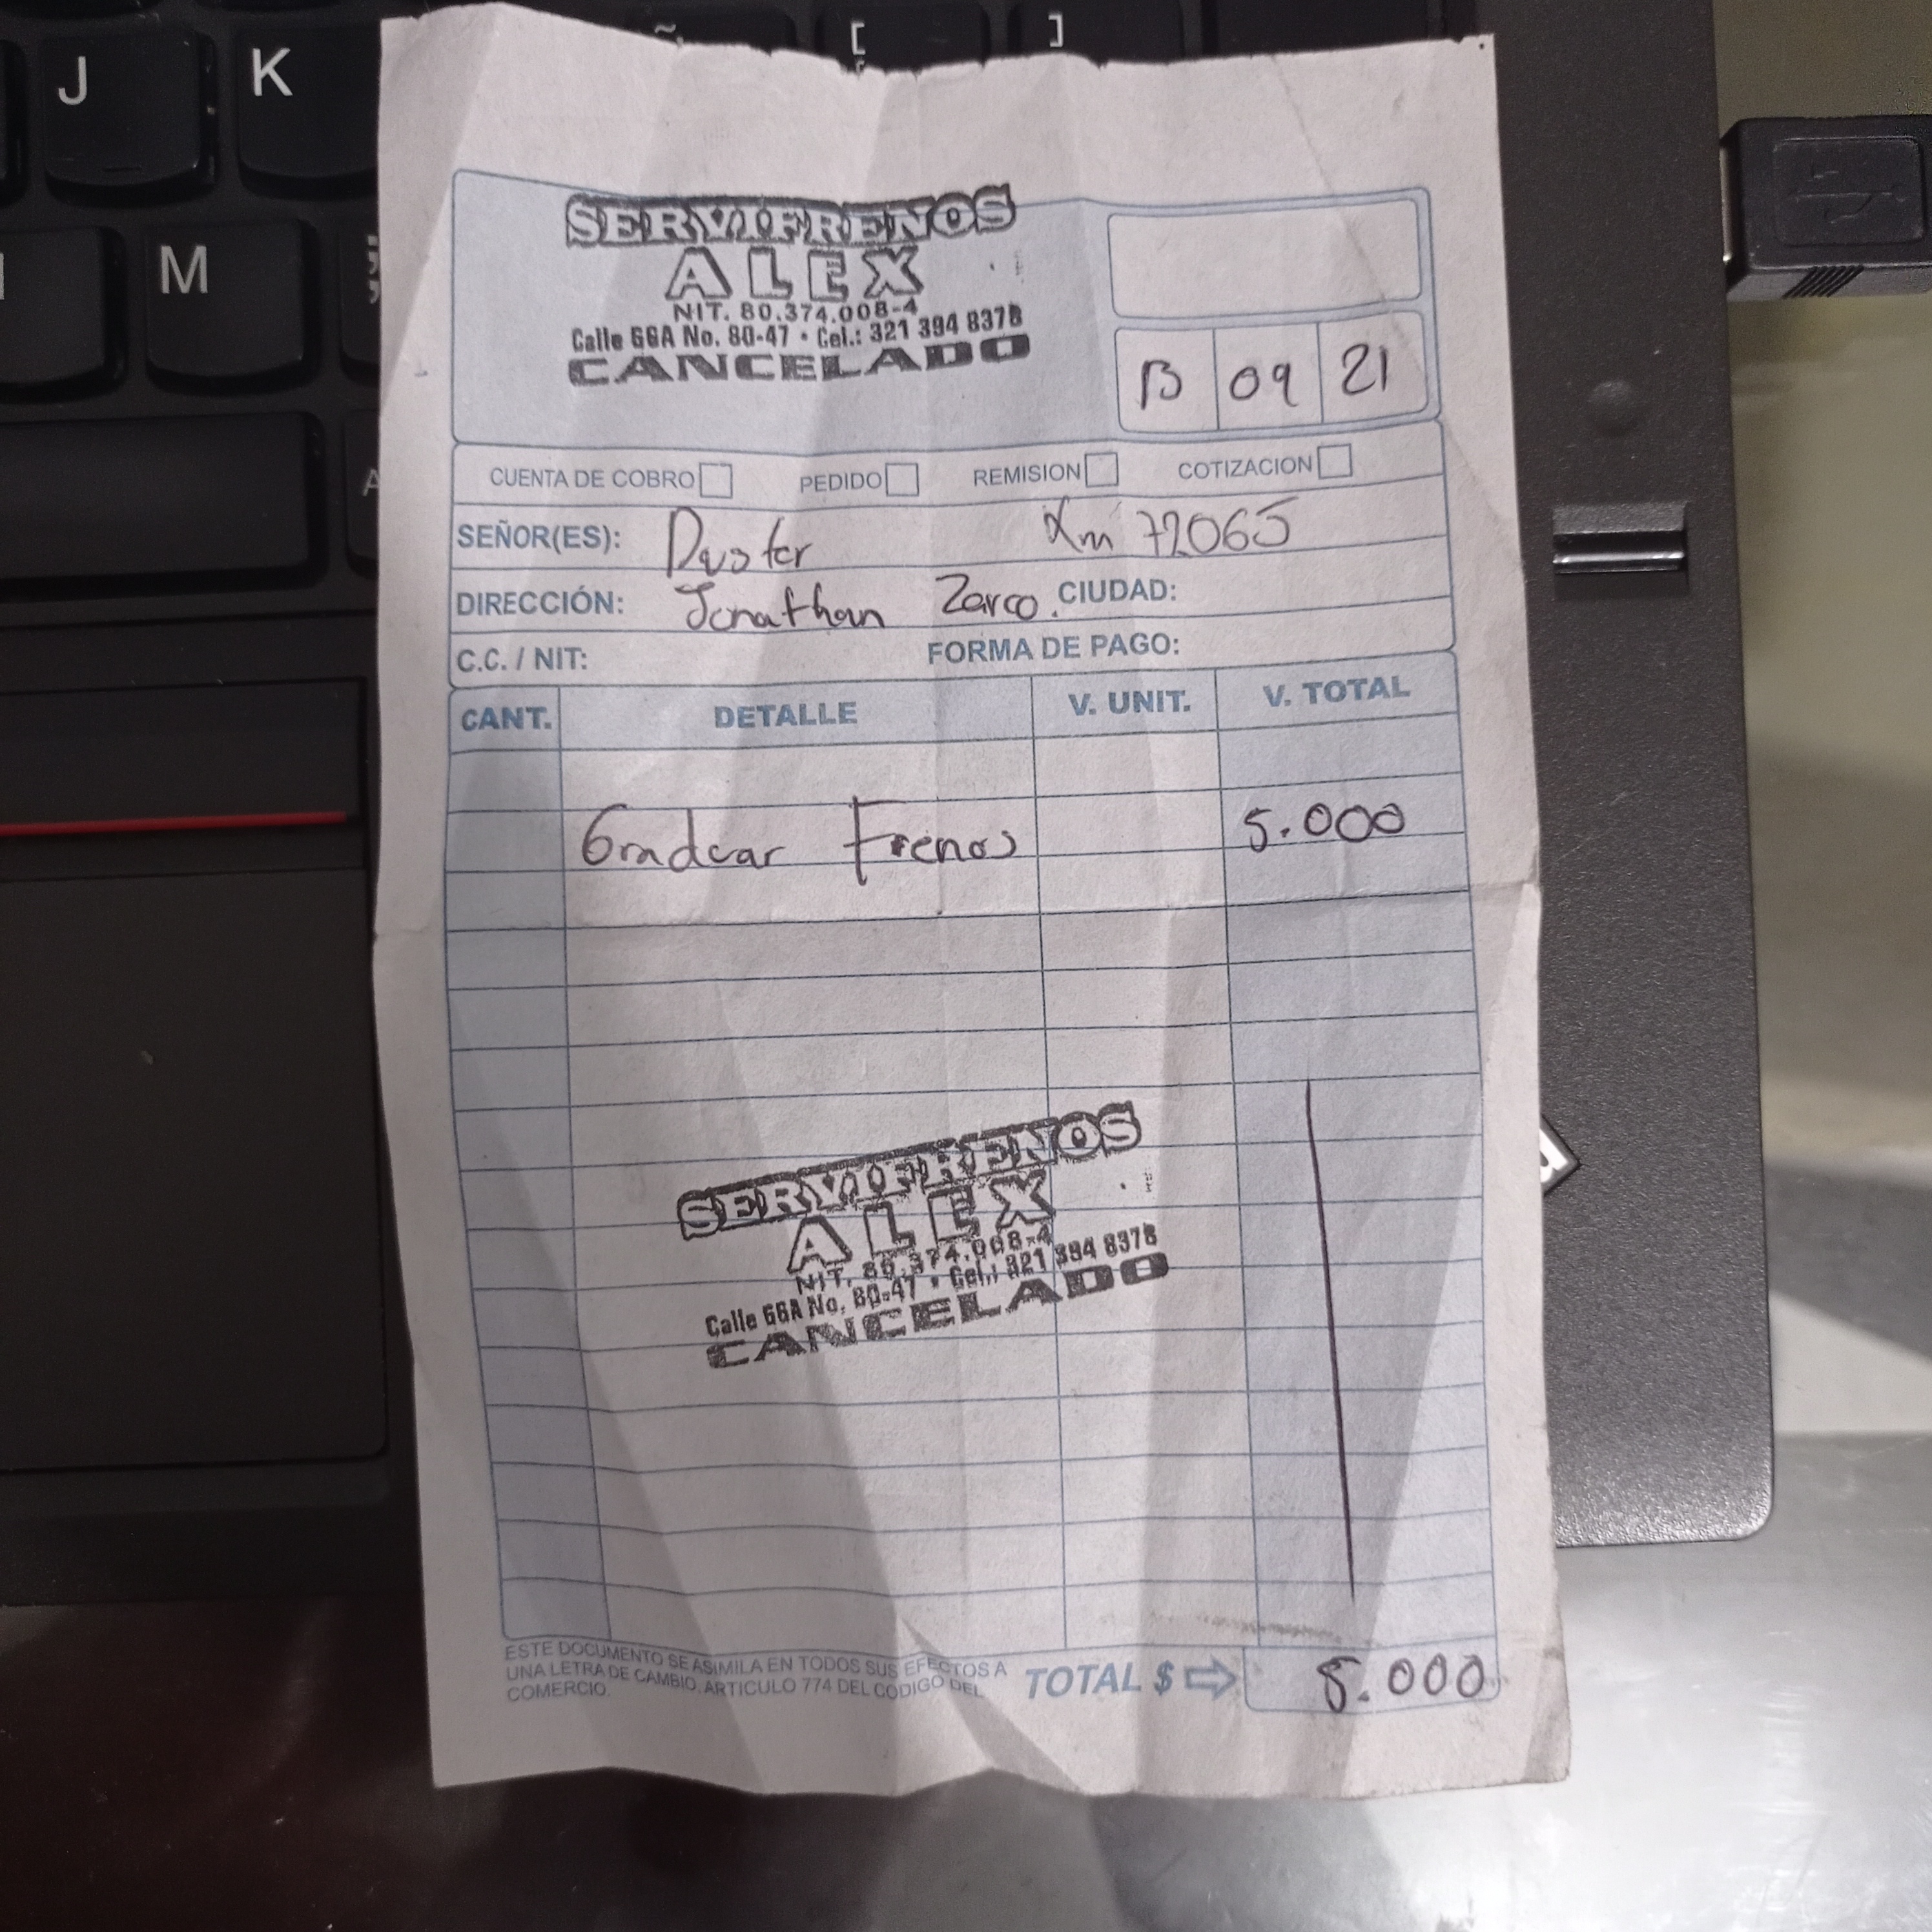 J K ~ [ ]
M
SERVIFRENOS
ALEX
NIT. 80.374.008-4
Calle 66A No. 80-47 • Cel.: 321 394 8378
CANCELADO
13 09 21
CUENTA DE COBRO PEDIDO REMISION COTIZACION
SEÑOR(ES): Duster Km 72065
DIRECCIÓN: Jonathan Zarco. CIUDAD:
C.C. / NIT: FORMA DE PAGO:
CANT. DETALLE V. UNIT. V. TOTAL
Graduar Frenos 5.000
SERVIFRENOS
ALEX
NIT. 80.374.008-4
Calle 66A No. 80-47 • Cel.: 321 394 8378
CANCELADO
ESTE DOCUMENTO SE ASIMILA EN TODOS SUS EFECTOS A
UNA LETRA DE CAMBIO. ARTICULO 774 DEL CODIGO DEL
COMERCIO.
TOTAL $ 5.000